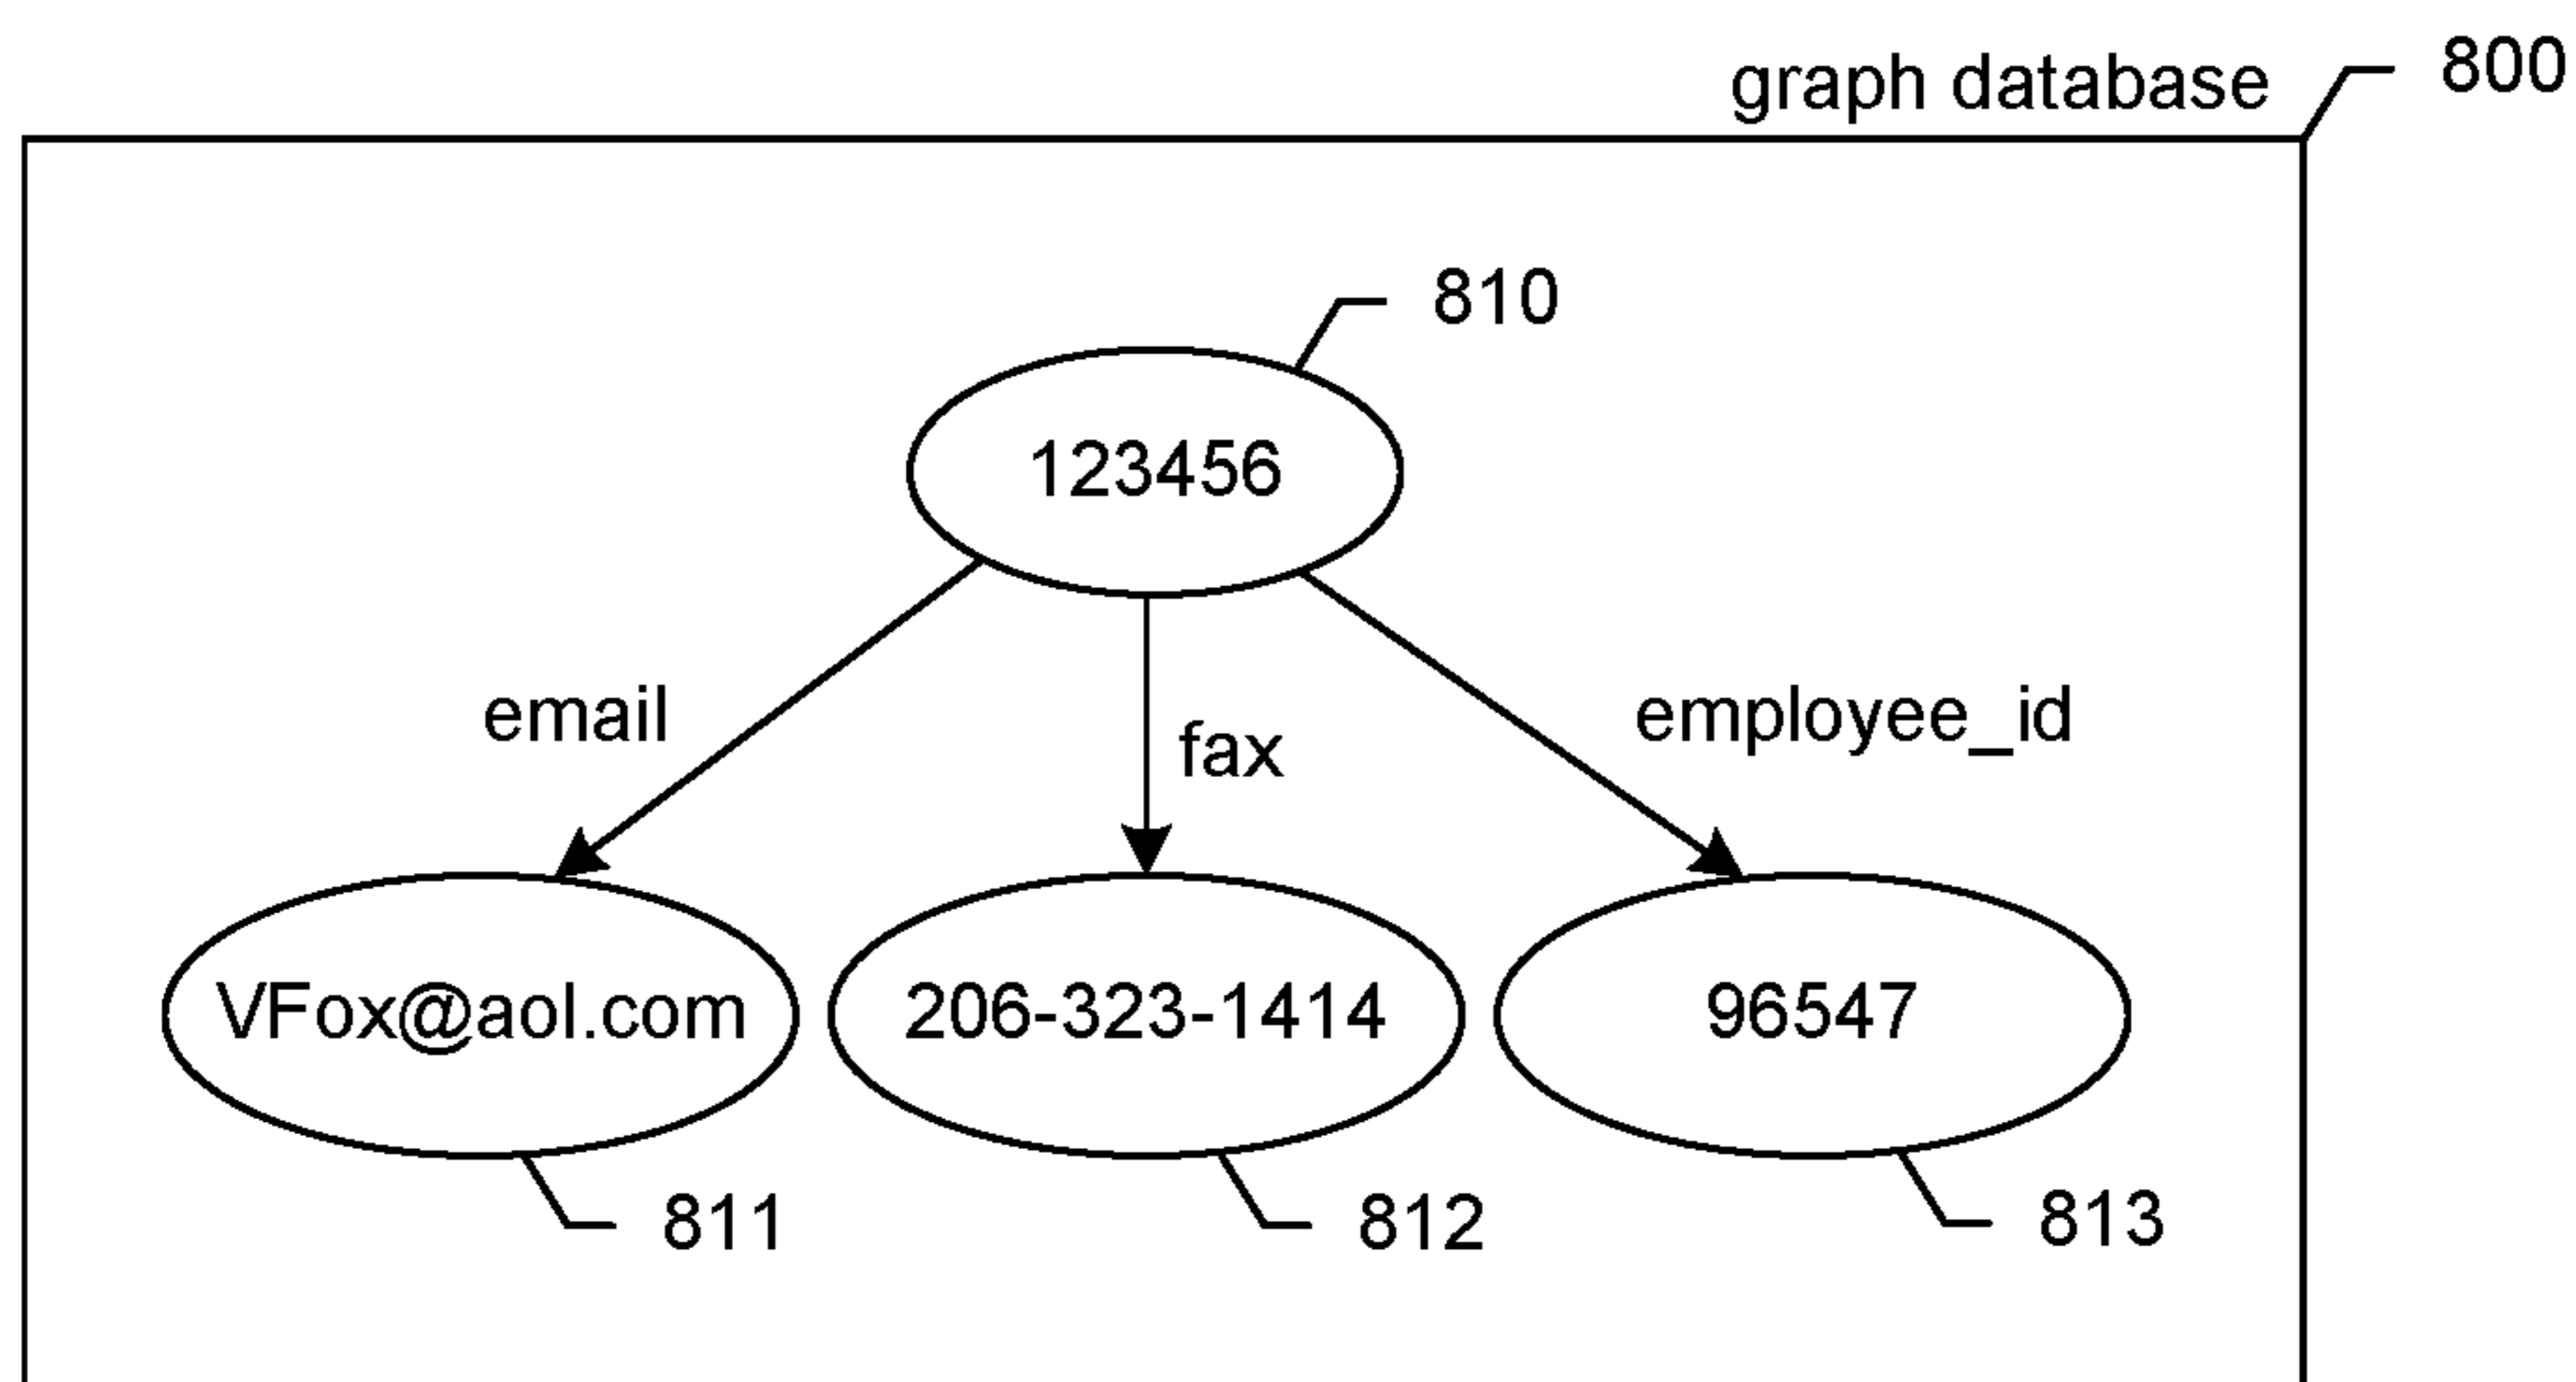 graph database
800
810
123456
email
fax
employee_id
VFox@aol.com
206-323-1414
96547
811
812
813